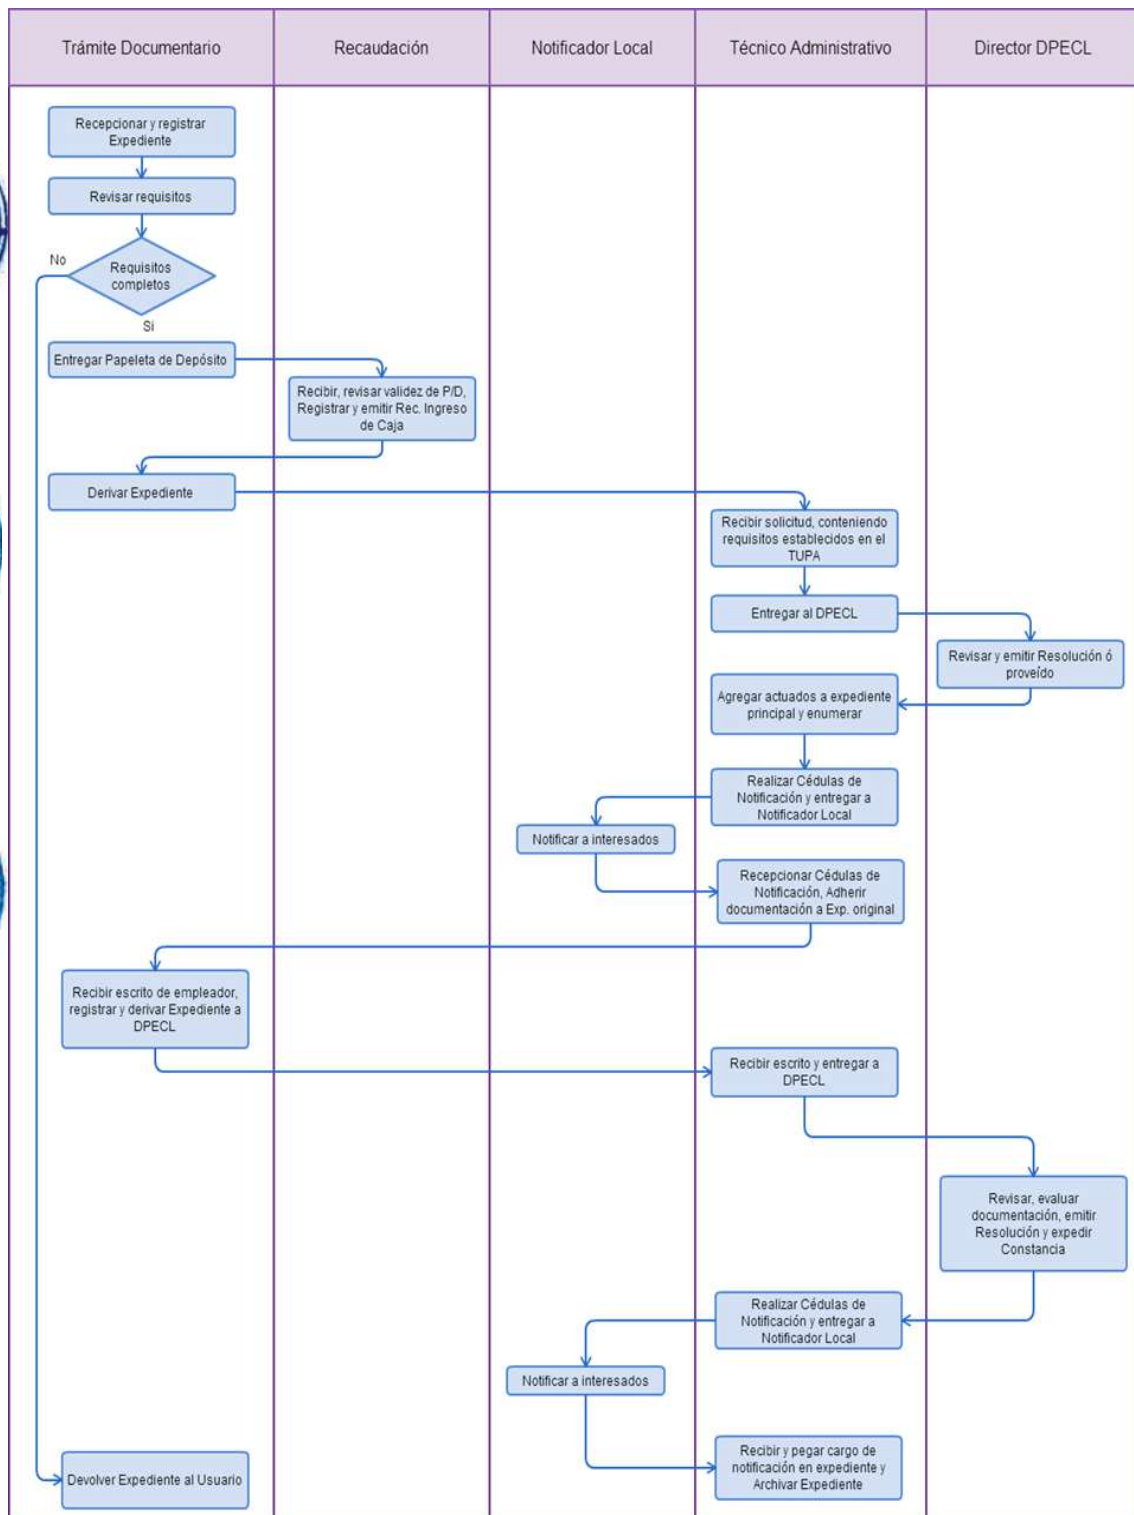 Trámite Documentario
Recaudación
Notificador Local
Técnico Administrativo
Director DPECL
Recepcionar y registrar
Expediente
Revisar requisitos
No
Requisitos
completos
Si
Entregar Papeleta de Depósito
Recibir, revisar validez de P/D,
Registrar y emitir Rec. Ingreso
de Caja
Derivar Expediente
Recibir solicitud, conteniendo
requisitos establecidos en el
TUPA
Entregar al DPECL
Revisar y emitir Resolución ó
proveído
Agregar actuados a expediente
principal y enumerar
Realizar Cédulas de
Notificación y entregar a
Notificador Local
Notificar a interesados
Recepcionar Cédulas de
Notificación, Adherir
documentación a Exp. original
Recibir escrito de empleador,
registrar y derivar Expediente a
DPECL
Recibir escrito y entregar a
DPECL
Revisar, evaluar
documentación, emitir
Resolución y expedir
Constancia
Realizar Cédulas de
Notificación y entregar a
Notificador Local
Notificar a interesados
Recibir y pegar cargo de
notificación en expediente y
Archivar Expediente
Devolver Expediente al Usuario